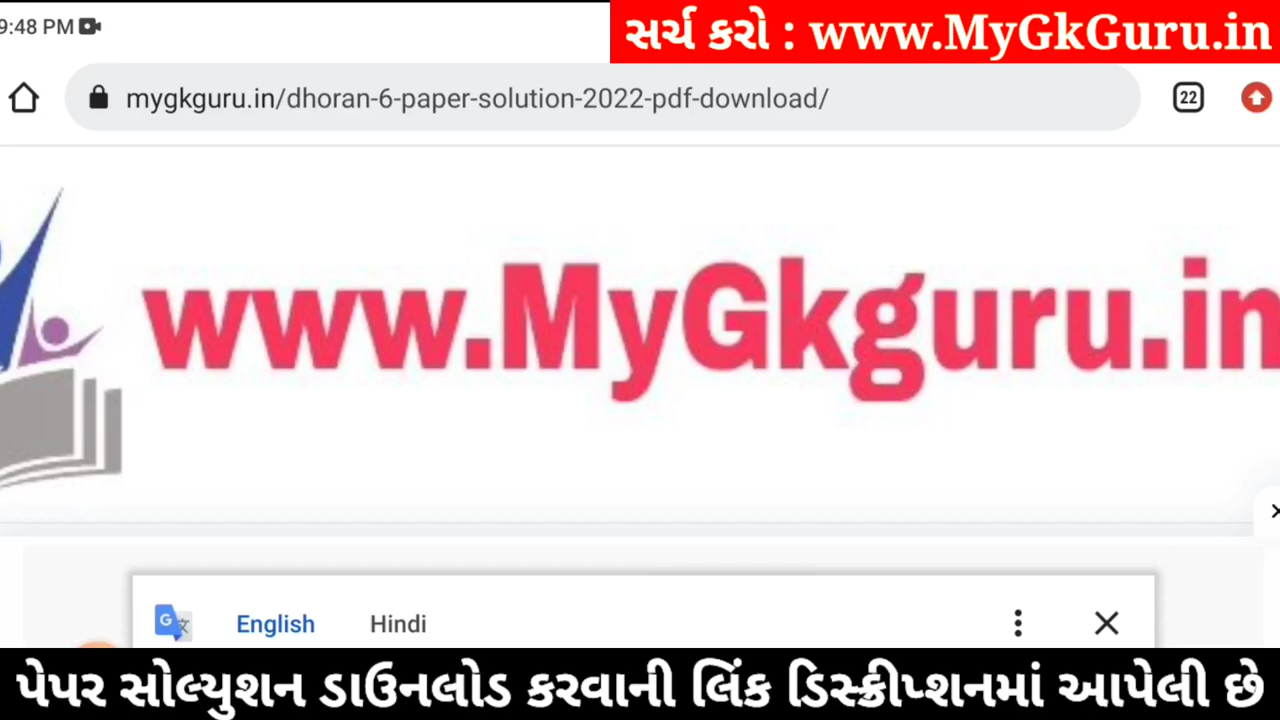 9:48 PM
સર્ચ કરો : www.MyGkGuru.in
mygkguru.in/dhoran-6-paper-solution-2022-pdf-download/
22
www.MyGkguru.in
English Hindi
પેપર સોલ્યુશન ડાઉનલોડ કરવાની લિંક ડિસ્ક્રીપ્શનમાં આપેલી છે